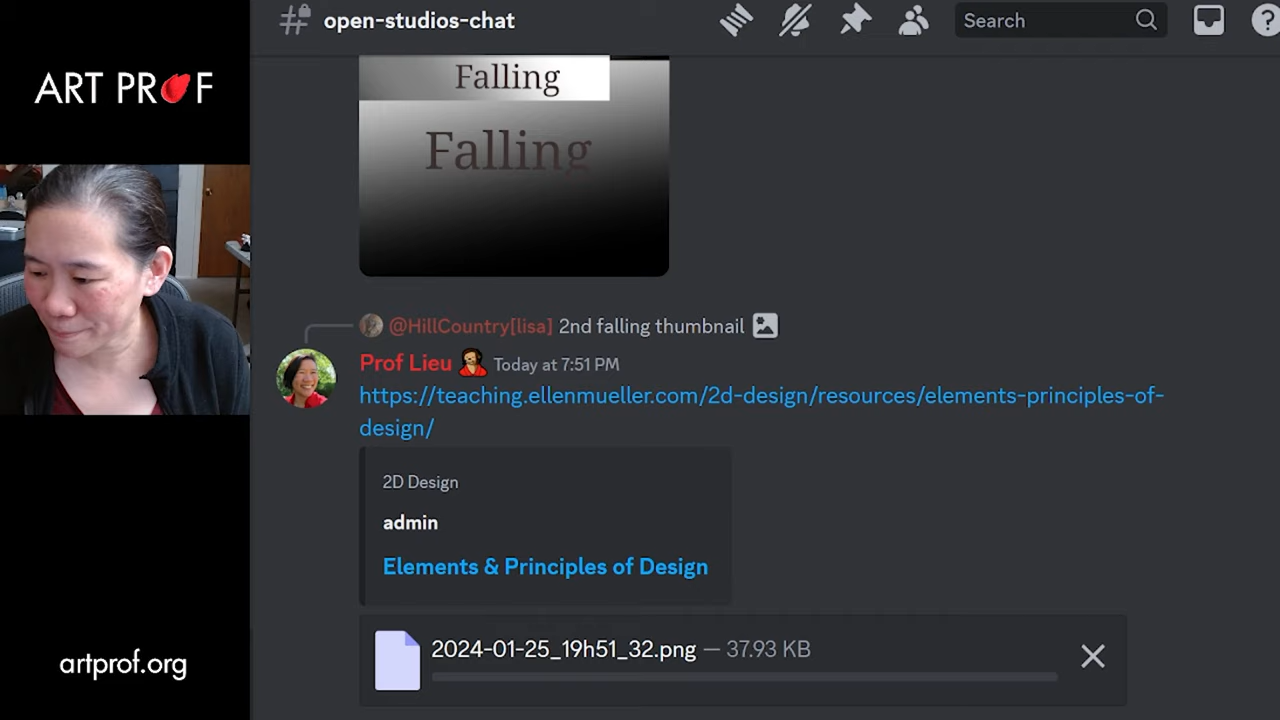 open-studios-chat
Search
ART PROF
Falling
Falling
@HillCountry[lisa] 2nd falling thumbnail
Prof Lieu Today at 7:51 PM
https://teaching.ellenmueller.com/2d-design/resources/elements-principles-of-
design/
2D Design
admin
Elements & Principles of Design
2024-01-25_19h51_32.png — 37.93 KB
artprof.org